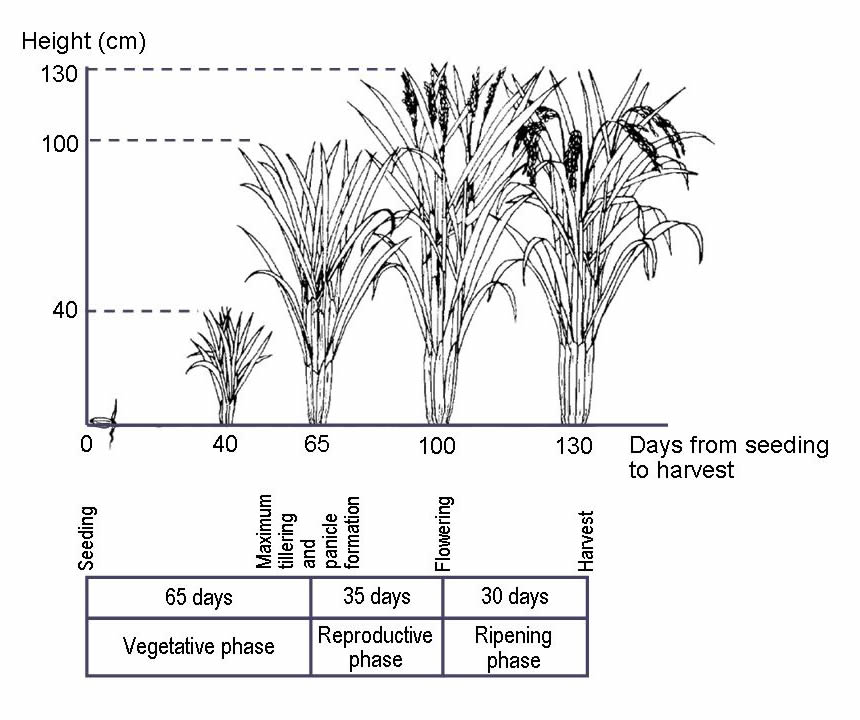 Height (cm)
130
100
40
0
40
65
100
130
Days from seeding
to harvest
Seeding
Maximum
tillering
and
panicle
formation
Flowering
Harvest
65 days
35 days
30 days
Vegetative phase
Reproductive
phase
Ripening
phase